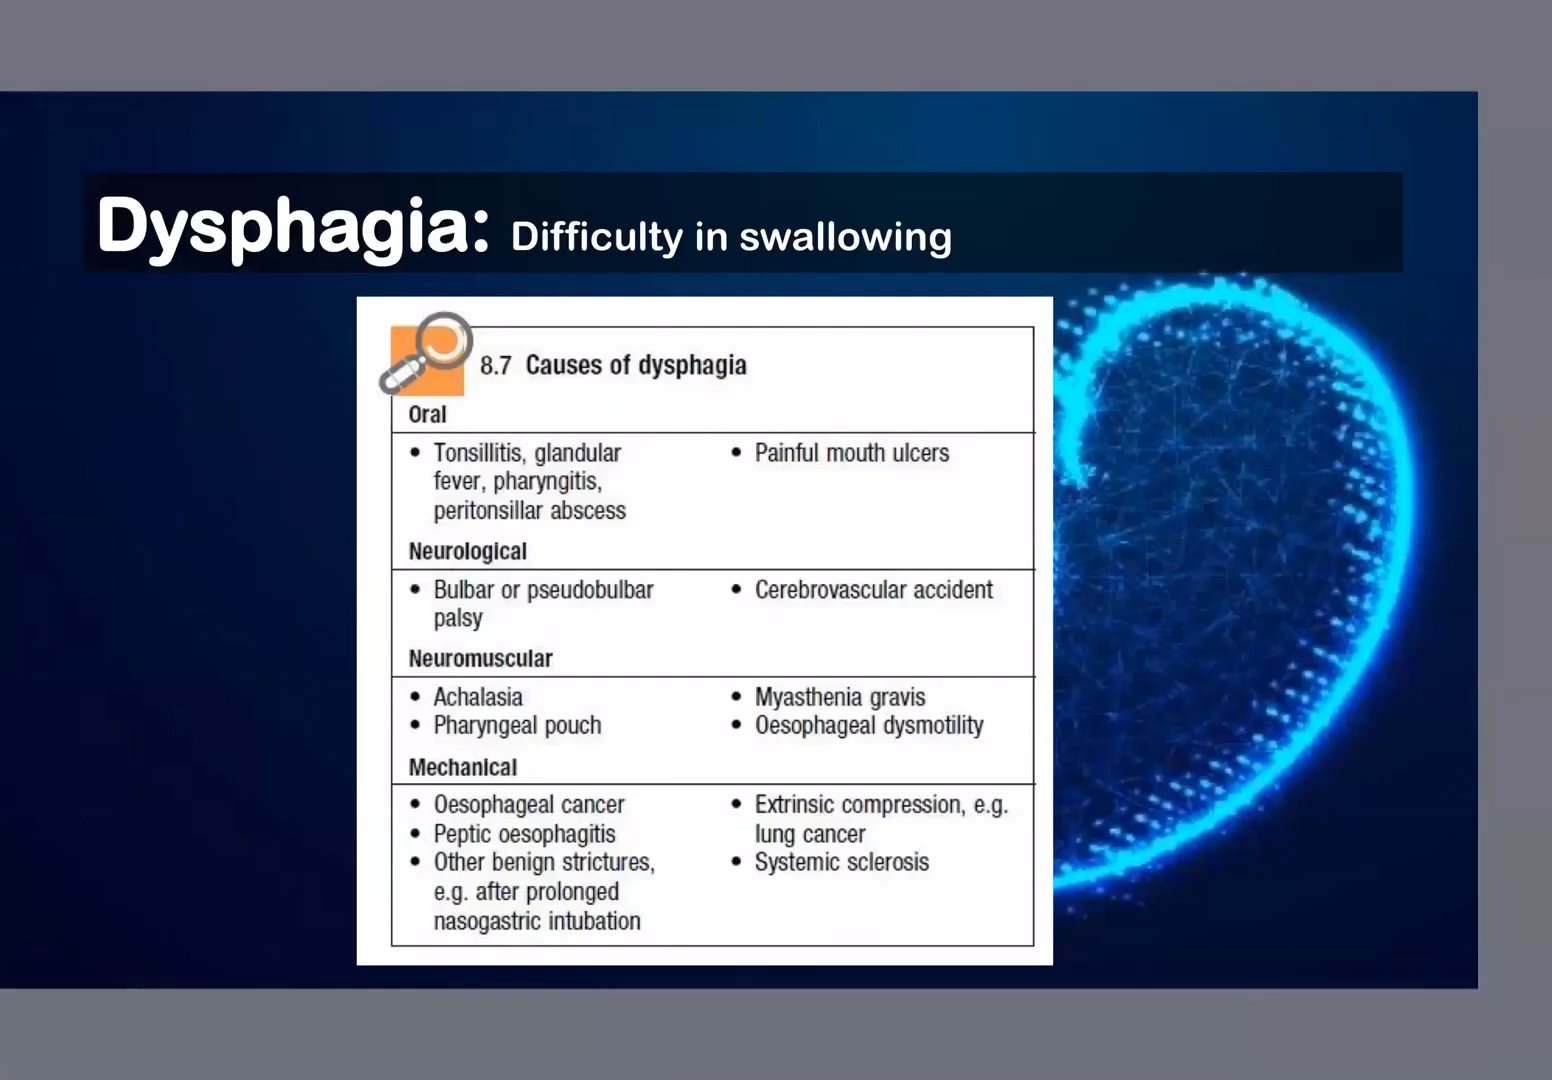 Dysphagia: Difficulty in swallowing
8.7 Causes of dysphagia
Oral
• Tonsillitis, glandular
fever, pharyngitis,
peritonsillar abscess
• Painful mouth ulcers
Neurological
• Bulbar or pseudobulbar
palsy
• Cerebrovascular accident
Neuromuscular
• Achalasia
• Pharyngeal pouch
• Myasthenia gravis
• Oesophageal dysmotility
Mechanical
• Oesophageal cancer
• Peptic oesophagitis
• Other benign strictures,
e.g. after prolonged
nasogastric intubation
• Extrinsic compression, e.g.
lung cancer
• Systemic sclerosis